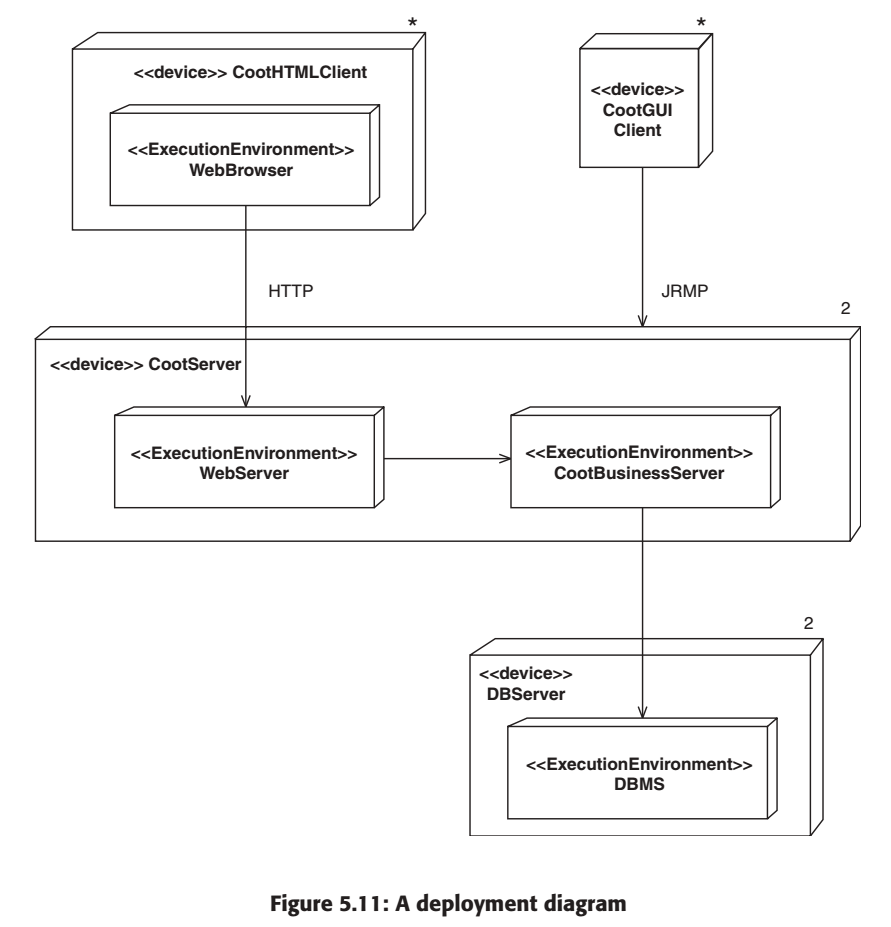 *
*
<<device>> CootHTMLClient
<<device>>
CootGUI
Client
<<ExecutionEnvironment>>
WebBrowser
HTTP
JRMP
2
<<device>> CootServer
<<ExecutionEnvironment>>
WebServer
<<ExecutionEnvironment>>
CootBusinessServer
2
<<device>>
DBServer
<<ExecutionEnvironment>>
DBMS
Figure 5.11: A deployment diagram